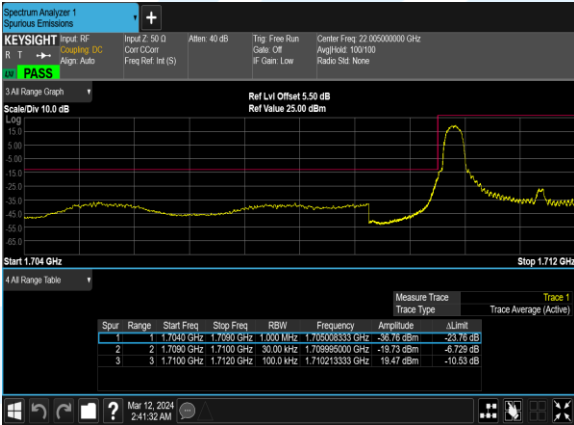 Spectrum Analyzer 1
Spurious Emissions
KEYSIGHT Input: RF Input Z: 50 Ω Atten: 40 dB Trig: Free Run Center Freq: 22.005000000 GHz
R T Coupling: DC Corr CCorr Gate: Off Avg|Hold: 100/100
Align: Auto Freq Ref: Int (S) IF Gain: Low Radio Std: None
PASS
3 All Range Graph
Ref Lvl Offset 5.50 dB
Scale/Div 10.0 dB Ref Value 25.00 dBm
Log
15.0
5.00
-5.00
-15.0
-25.0
-35.0
-45.0
-55.0
-65.0
Start 1.704 GHz Stop 1.712 GHz
4 All Range Table
Measure Trace Trace 1
Trace Type Trace Average (Active)
Spur Range Start Freq Stop Freq RBW Frequency Amplitude ΔLimit
1 1 1.7040 GHz 1.7090 GHz 1.000 MHz 1.705008333 GHz -36.76 dBm -23.76 dB
2 2 1.7090 GHz 1.7100 GHz 30.00 kHz 1.709995000 GHz -19.73 dBm -6.729 dB
3 3 1.7100 GHz 1.7120 GHz 100.0 kHz 1.710213333 GHz 19.47 dBm -10.53 dB
Mar 12, 2024
2:41:32 AM